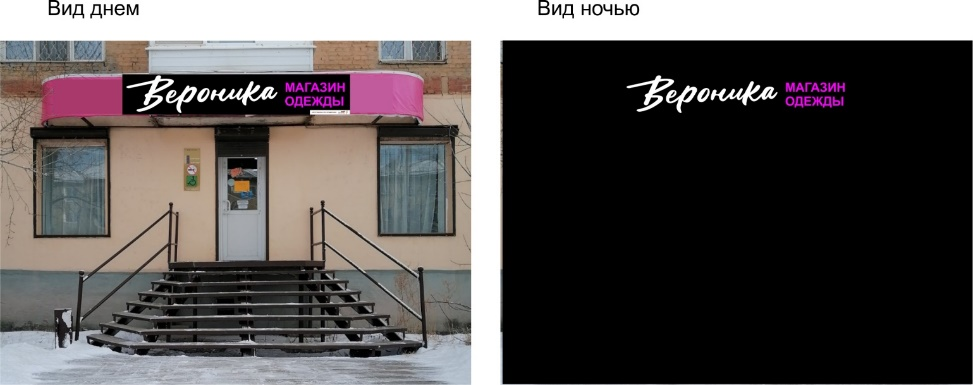 Вид днем
Вид ночью
Вероника
МАГАЗИН
ОДЕЖДЫ
Вероника
МАГАЗИН
ОДЕЖДЫ